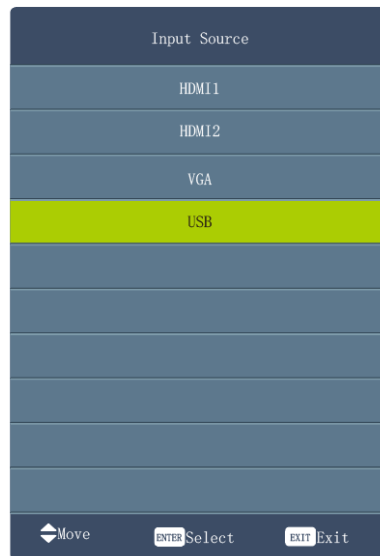 Input Source
HDMI1
HDMI2
VGA
USB
Move ENTER Select EXIT Exit